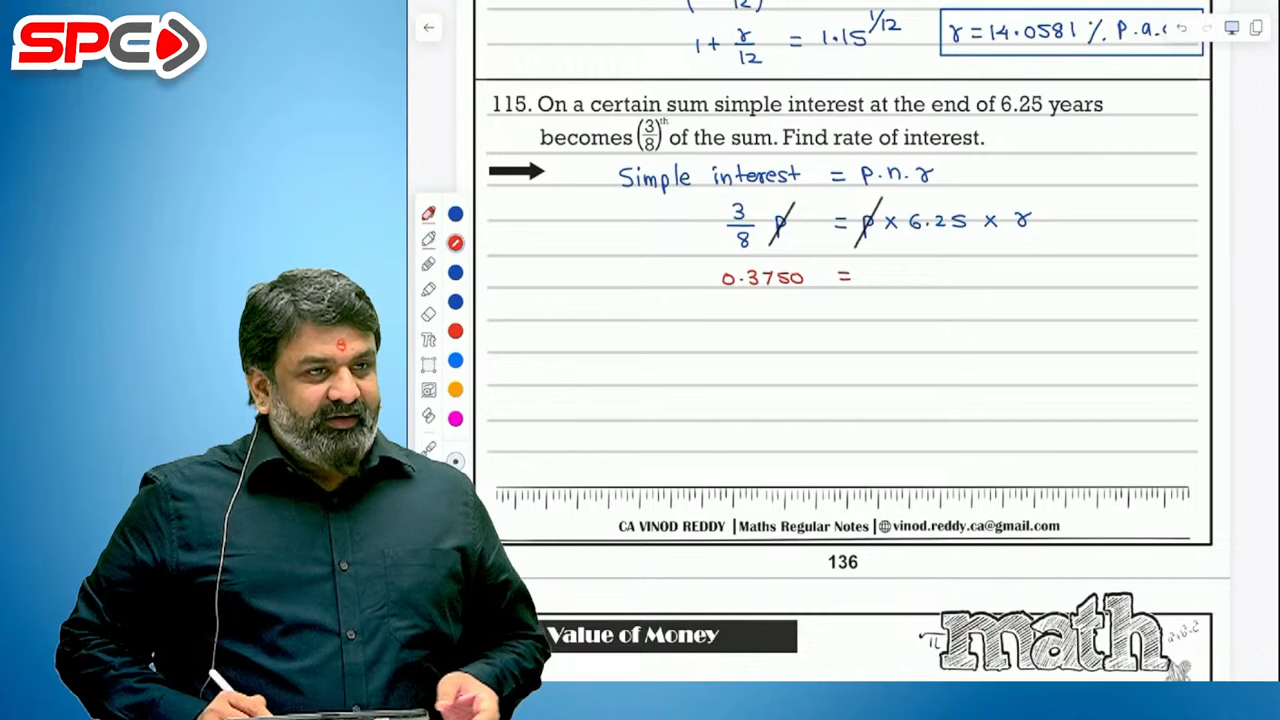 SPC
1 + r/12 = 1.15^1/12
r = 14.0581 % p.a.
115. On a certain sum simple interest at the end of 6.25 years
becomes (3/8)th of the sum. Find rate of interest.
Simple interest = p.n.r
3/8 p = p × 6.25 × r
0.3750 =
Tt
CA VINOD REDDY | Maths Regular Notes | vinod.reddy.ca@gmail.com
136
Value of Money
math